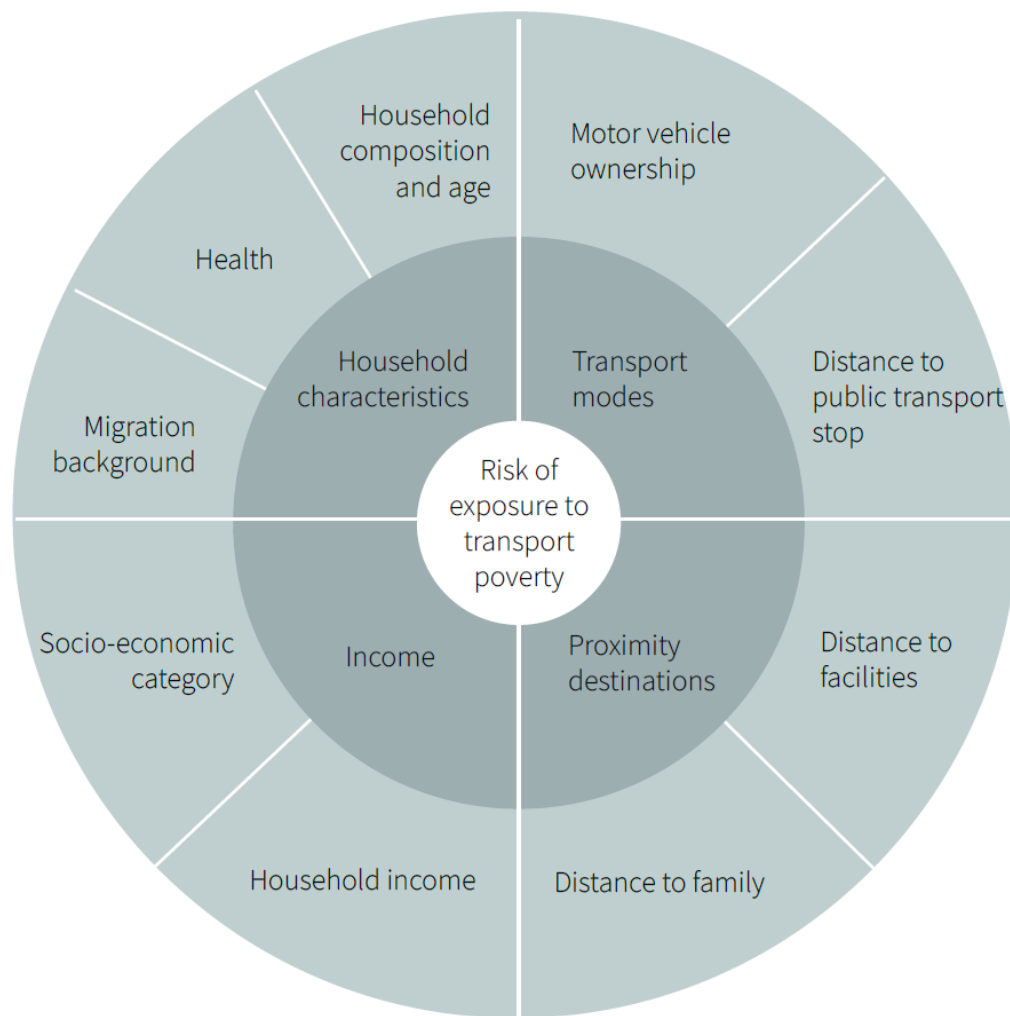 Household
composition
and age
Motor vehicle
ownership
Health
Distance to
public transport
stop
Migration
background
Household
characteristics
Transport
modes
Risk of
exposure to
transport
poverty
Socio-economic
category
Income
Proximity
destinations
Distance to
facilities
Household income
Distance to family